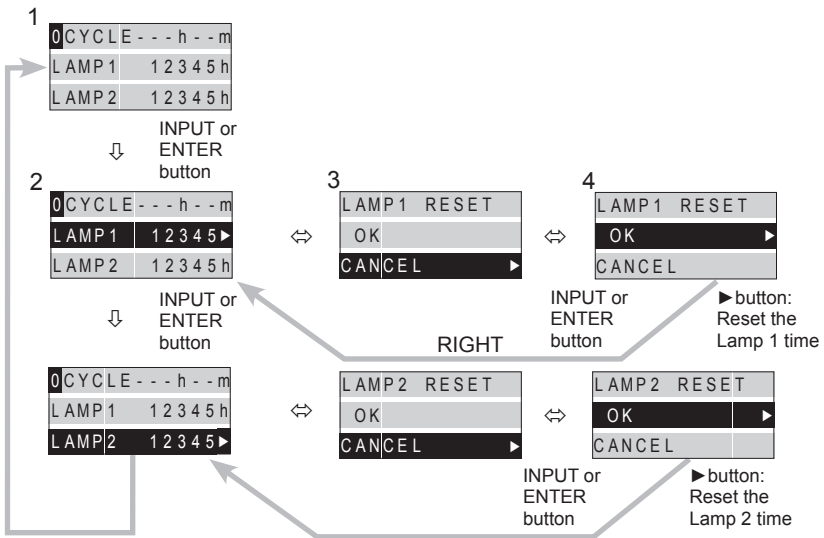 1
0CYCLE---h--m
LAMP1 12345h
LAMP2 12345h
⇩
INPUT or
ENTER
button
2
0CYCLE---h--m
LAMP1 12345►
LAMP2 12345h
⇔
3
LAMP1 RESET
OK
CANCEL ►
⇔
4
LAMP1 RESET
OK ►
CANCEL
INPUT or
ENTER
button
►button:
Reset the
Lamp 1 time
⇩
INPUT or
ENTER
button
RIGHT
0CYCLE---h--m
LAMP1 12345h
LAMP2 12345►
⇔
LAMP2 RESET
OK
CANCEL ►
⇔
LAMP2 RESET
OK ►
CANCEL
INPUT or
ENTER
button
►button:
Reset the
Lamp 2 time